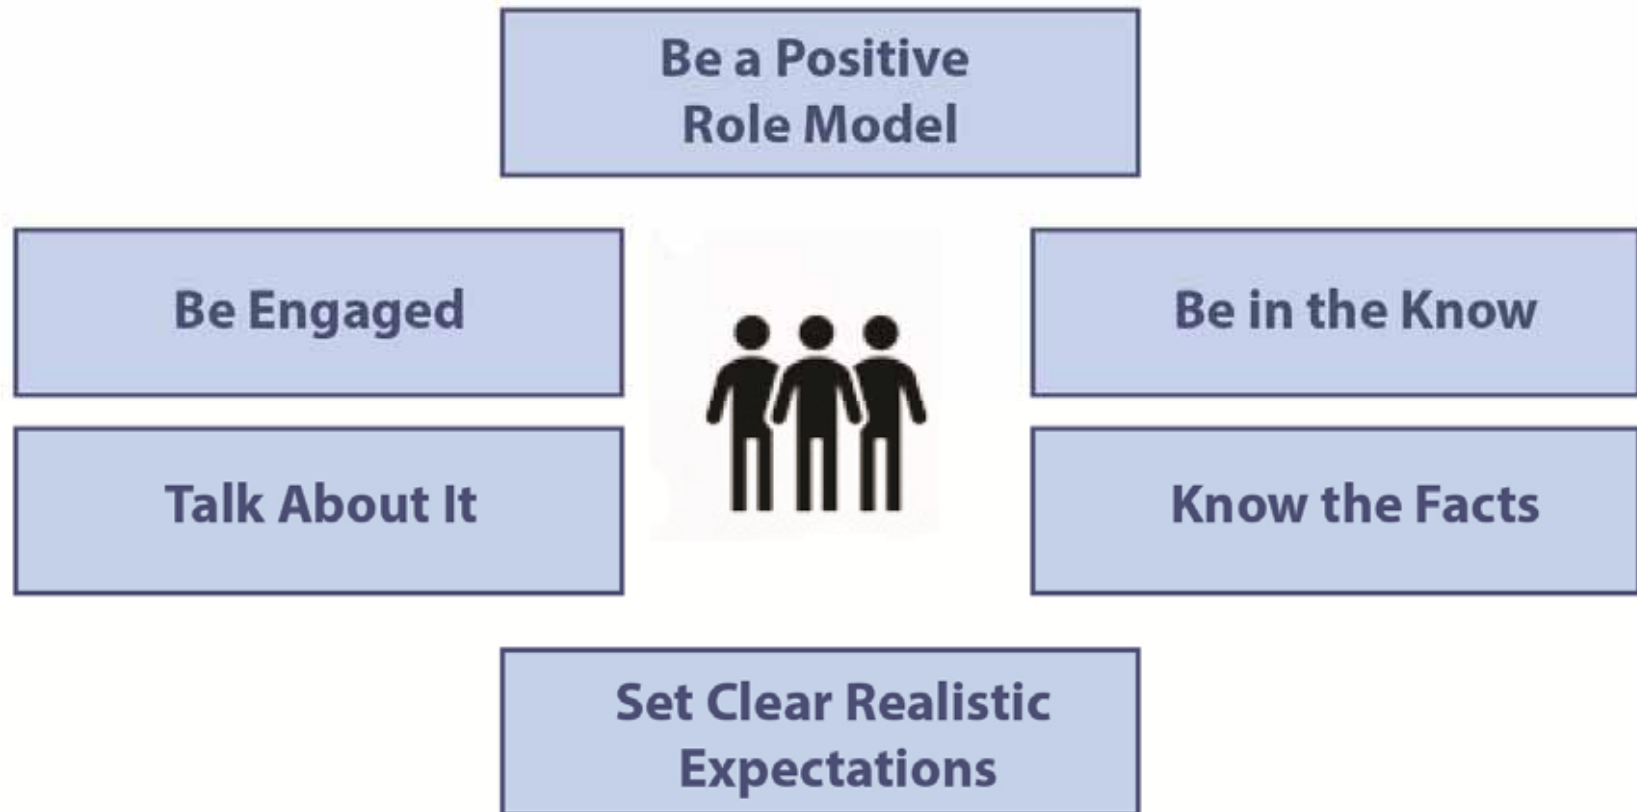 Be a Positive
Role Model
Be Engaged
Be in the Know
Talk About It
Know the Facts
Set Clear Realistic
Expectations